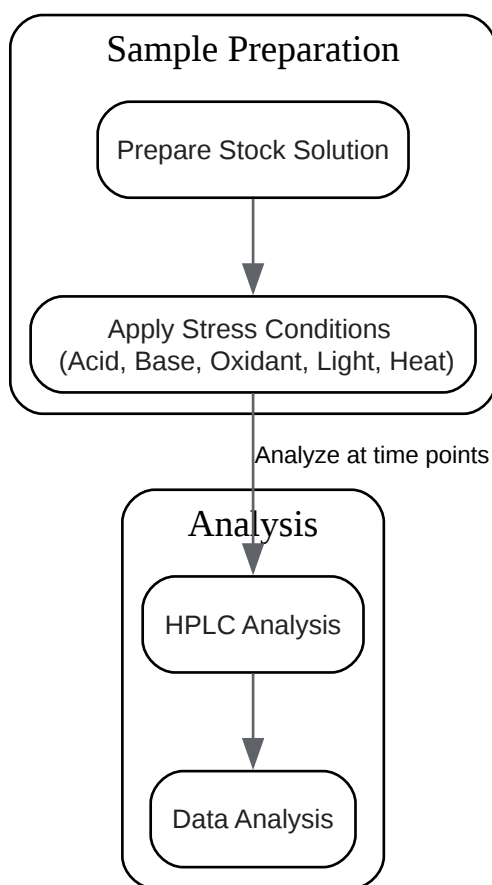 Sample Preparation
Prepare Stock Solution
Apply Stress Conditions
(Acid, Base, Oxidant, Light, Heat)
Analyze at time points
Analysis
HPLC Analysis
Data Analysis